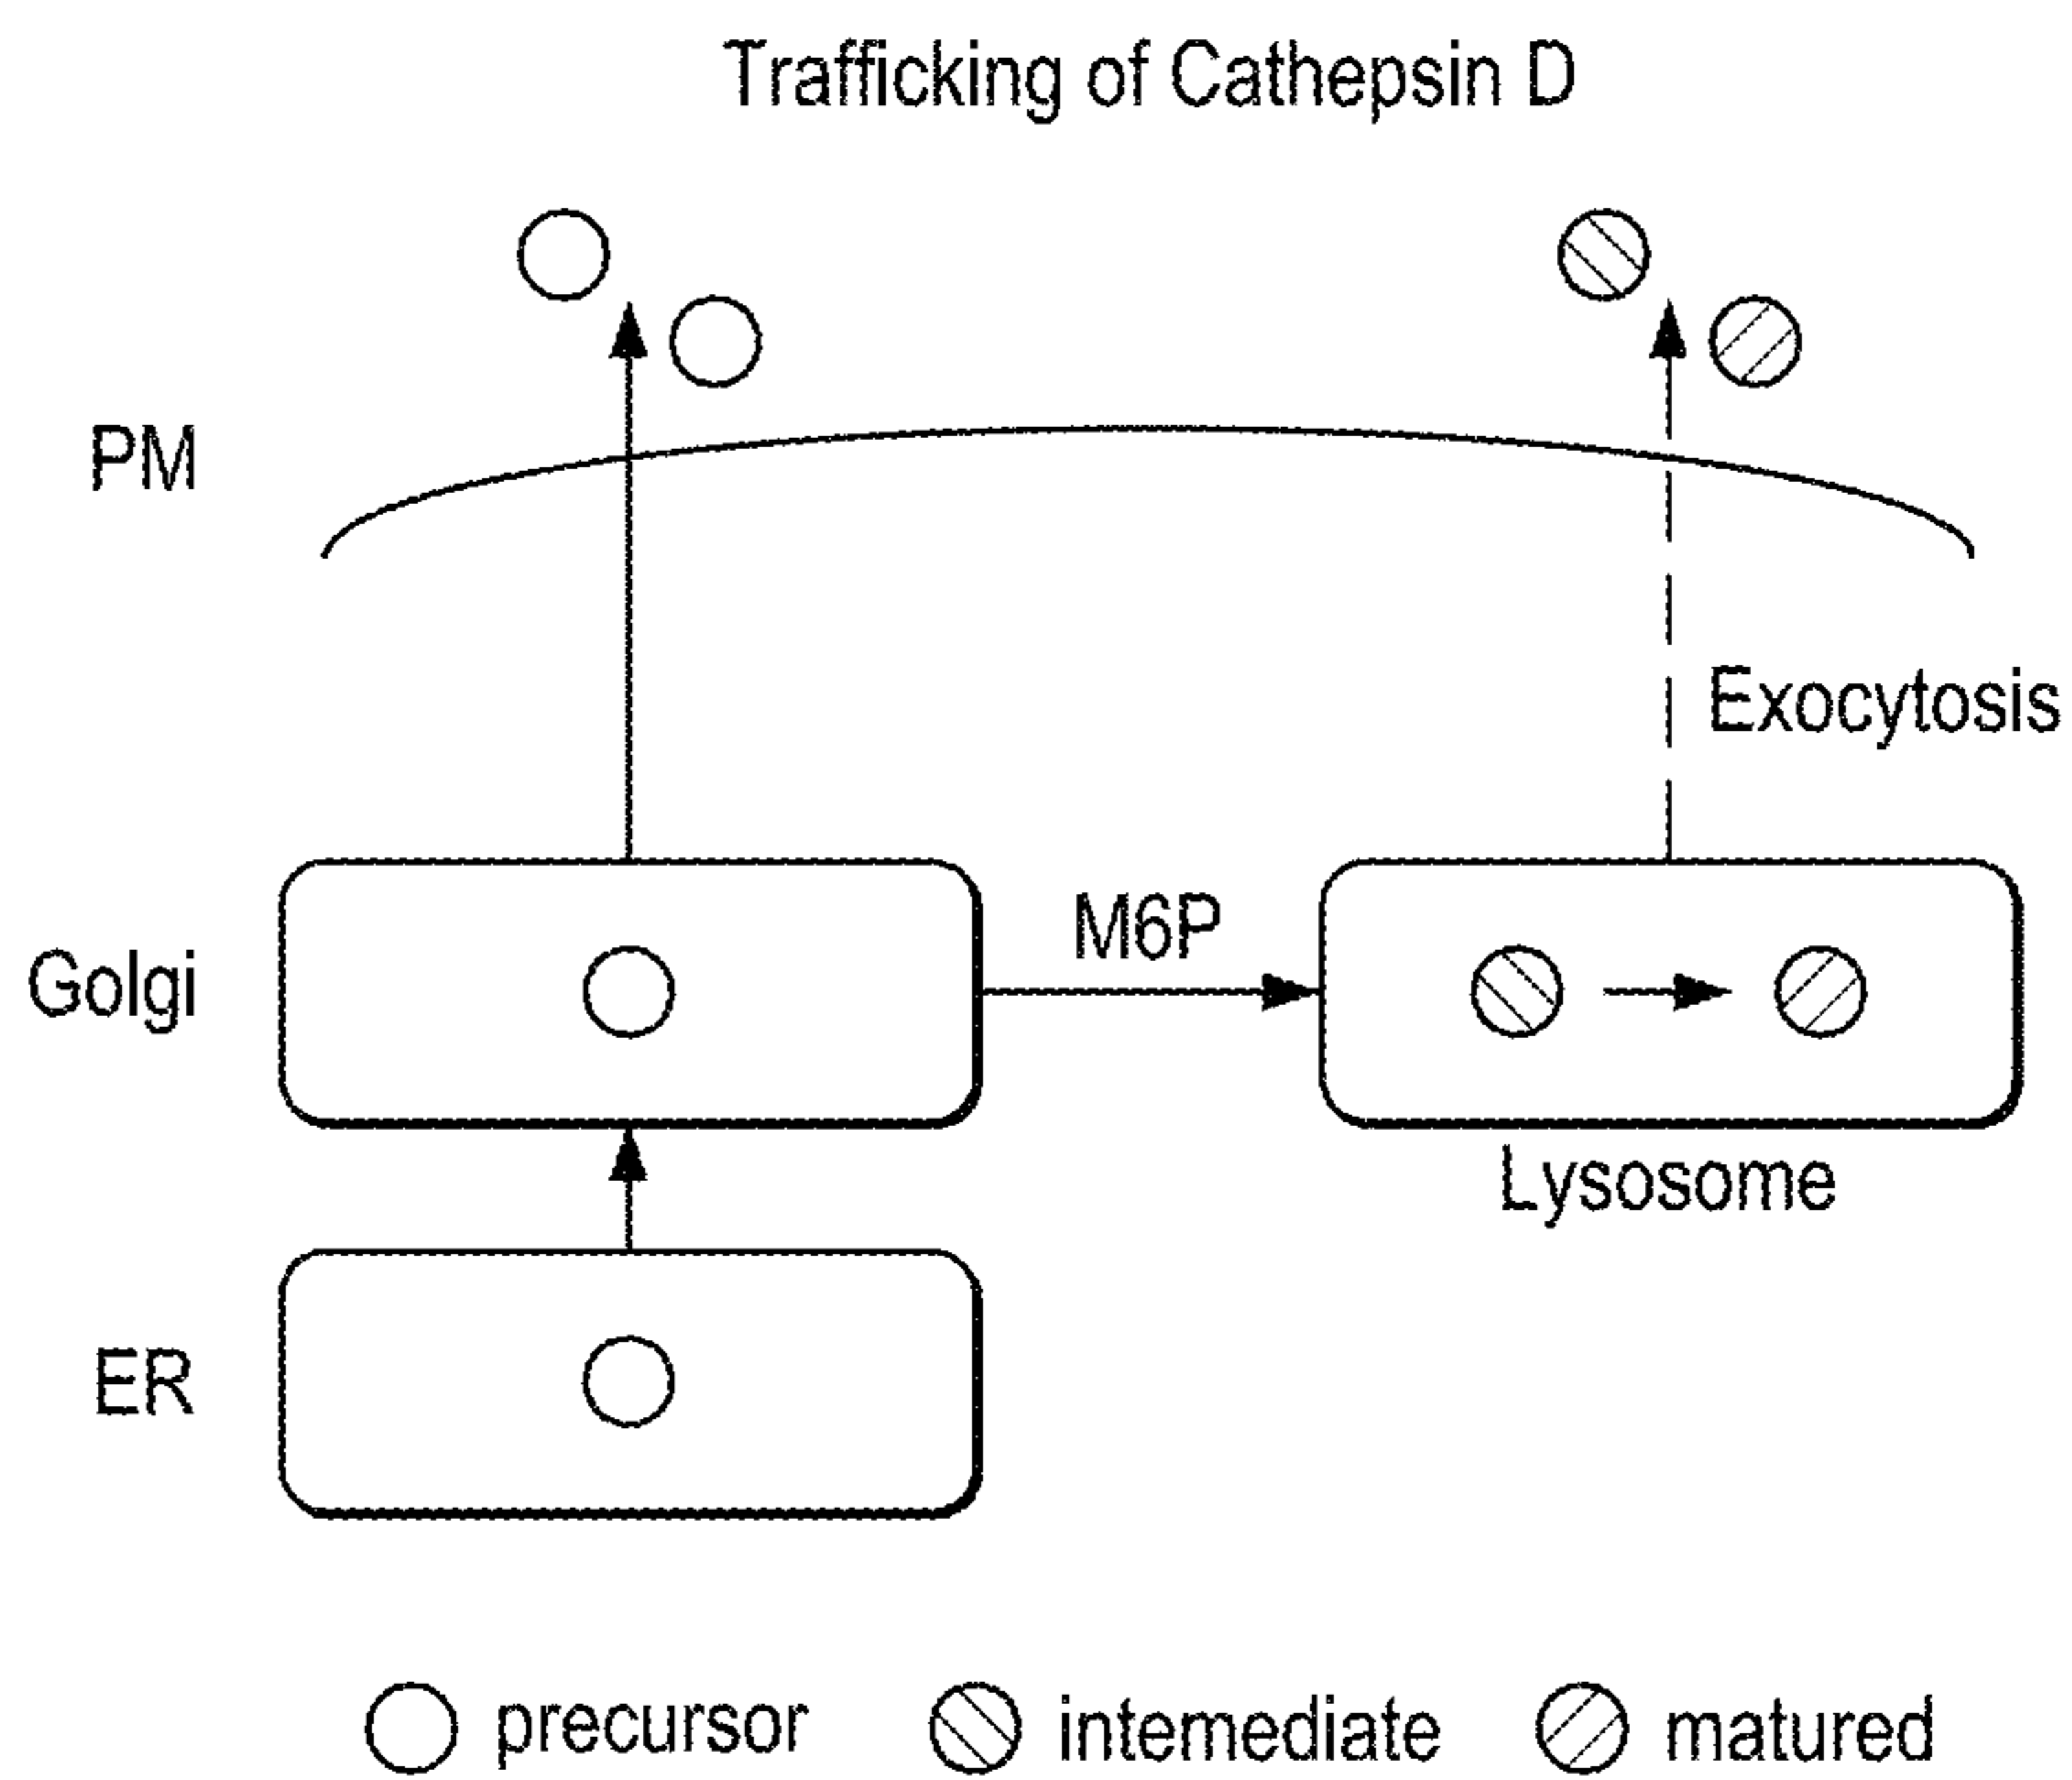 Trafficking of Cathepsin D
PM
Exocytosis
M6P
Golgi
Lysosome
ER
precursor
intemediate
matured